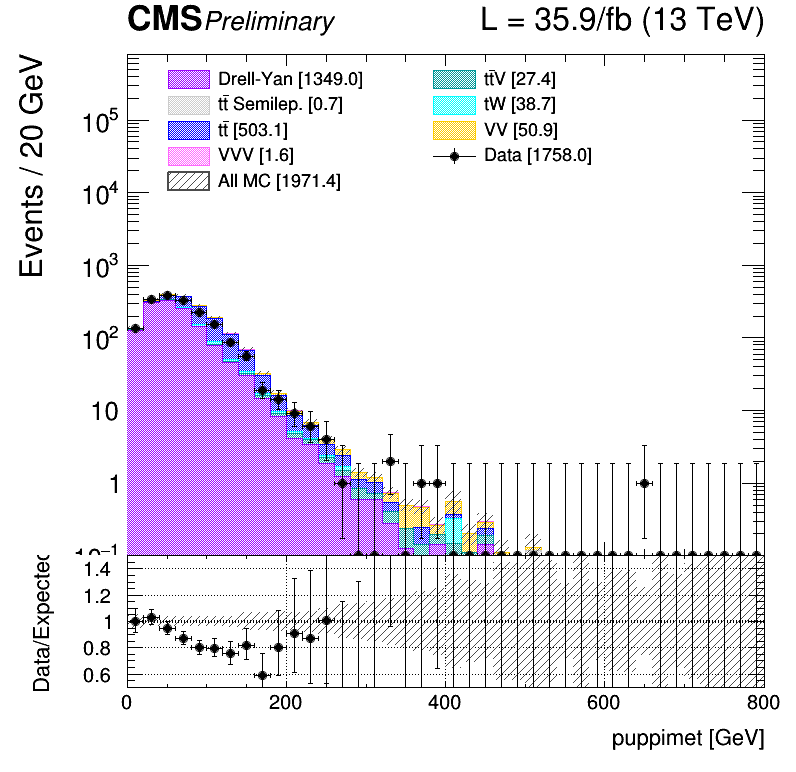 CMS Preliminary L = 35.9/fb (13 TeV)
Events / 20 GeV
Drell-Yan [1349.0]
tt̄ Semilep. [0.7]
tt̄ [503.1]
VVV [1.6]
All MC [1971.4]
tt̄V [27.4]
tW [38.7]
VV [50.9]
Data [1758.0]
10⁵
10⁴
10³
10²
10
1
10⁻¹
Data/Expected
1.4
1.2
1
0.8
0.6
0 200 400 600 800
puppimet [GeV]